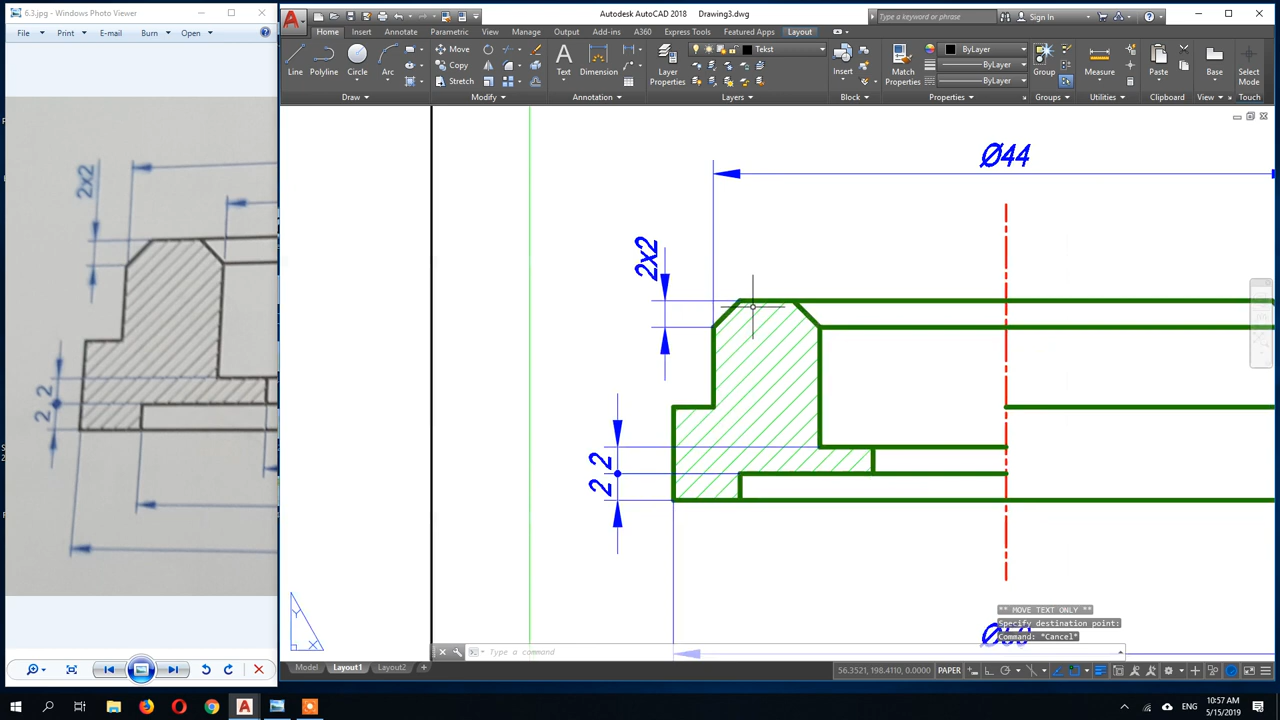 6.3.jpg - Windows Photo Viewer
File Print E-mail Burn Open
2x2
2 2
Autodesk AutoCAD 2018 Drawing3.dwg
Type a keyword or phrase
Sign In
Home Insert Annotate Parametric View Manage Output Add-ins A360 Express Tools Featured Apps Layout
Line Polyline Circle Arc
Move
Copy
Stretch
Text Dimension
Layer
Properties
Tekst
Insert
Match
Properties
ByLayer
ByLayer
ByLayer
Group
Measure
Paste
Base
Select
Mode
Draw Modify Annotation Layers Block Properties Groups Utilities Clipboard View Touch
Ø44
2x2
2 2
Y
X
** MOVE TEXT ONLY **
Specify destination point:
Command: *Cancel*
Type a command
Model Layout1 Layout2 +
56.3521, 198.4110, 0.0000 PAPER
ENG
10:57 AM
5/15/2019